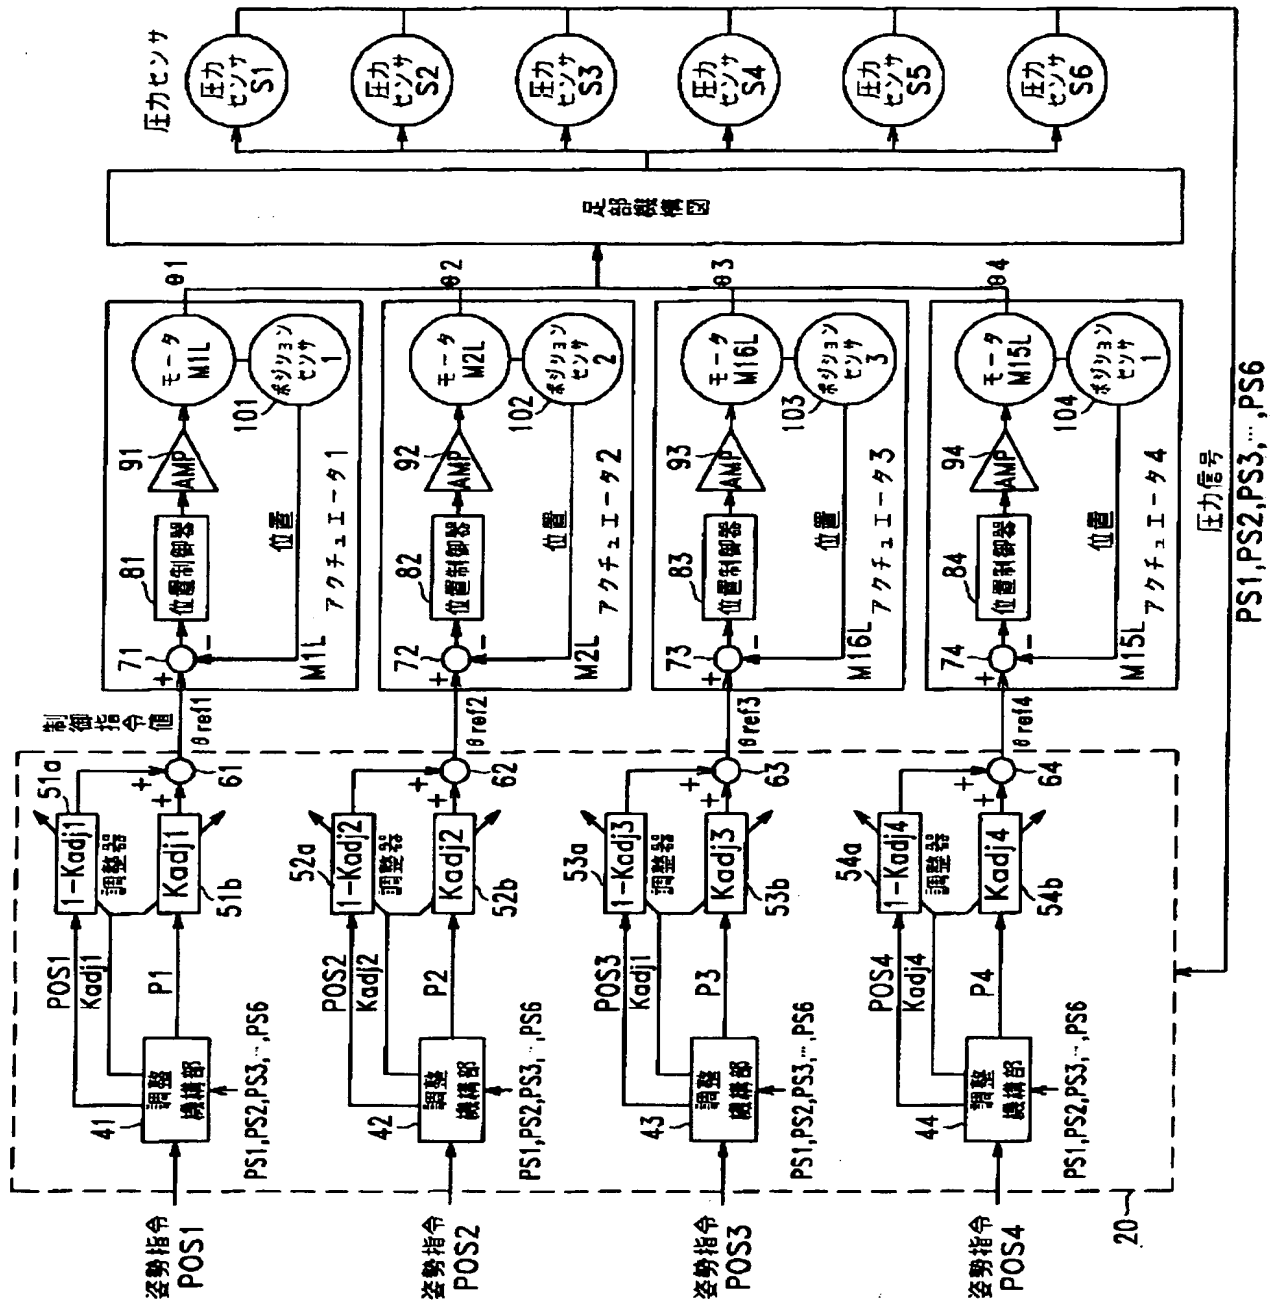 姿勢指令
POS1
41
調整
機構部
PS1,PS2,PS3,…,PS6
POS1
Kadj1
P1
51a
1-Kadj1
調整器
Kadj1
51b
+
+
61
制御指令値
θref1
+
-
71
81
位置制御器
91
AMP
モータ
M1L
101
ポジション
センサ
1
位置
アクチュエータ1
M1L
θ1
姿勢指令
POS2
42
調整
機構部
PS1,PS2,PS3,…,PS6
POS2
Kadj2
P2
52a
1-Kadj2
調整器
Kadj2
52b
+
+
62
θref2
+
-
72
82
位置制御器
92
AMP
モータ
M2L
102
ポジション
センサ
2
位置
アクチュエータ2
M2L
θ2
姿勢指令
POS3
43
調整
機構部
PS1,PS2,PS3,…,PS6
POS3
Kadj1
P3
53a
1-Kadj3
調整器
Kadj3
53b
+
+
63
θref3
+
-
73
83
位置制御器
93
AMP
モータ
M16L
103
ポジション
センサ
3
位置
アクチュエータ3
M16L
θ3
姿勢指令
POS4
44
調整
機構部
PS1,PS2,PS3,…,PS6
POS4
Kadj4
P4
54a
1-Kadj4
調整器
Kadj4
54b
+
+
64
θref4
+
-
74
84
位置制御器
94
AMP
モータ
M15L
104
ポジション
センサ
1
位置
アクチュエータ4
M15L
θ4
20
足部機構図
圧力センサ
圧力
センサ
S1
圧力
センサ
S2
圧力
センサ
S3
圧力
センサ
S4
圧力
センサ
S5
圧力
センサ
S6
圧力信号
PS1,PS2,PS3,…,PS6